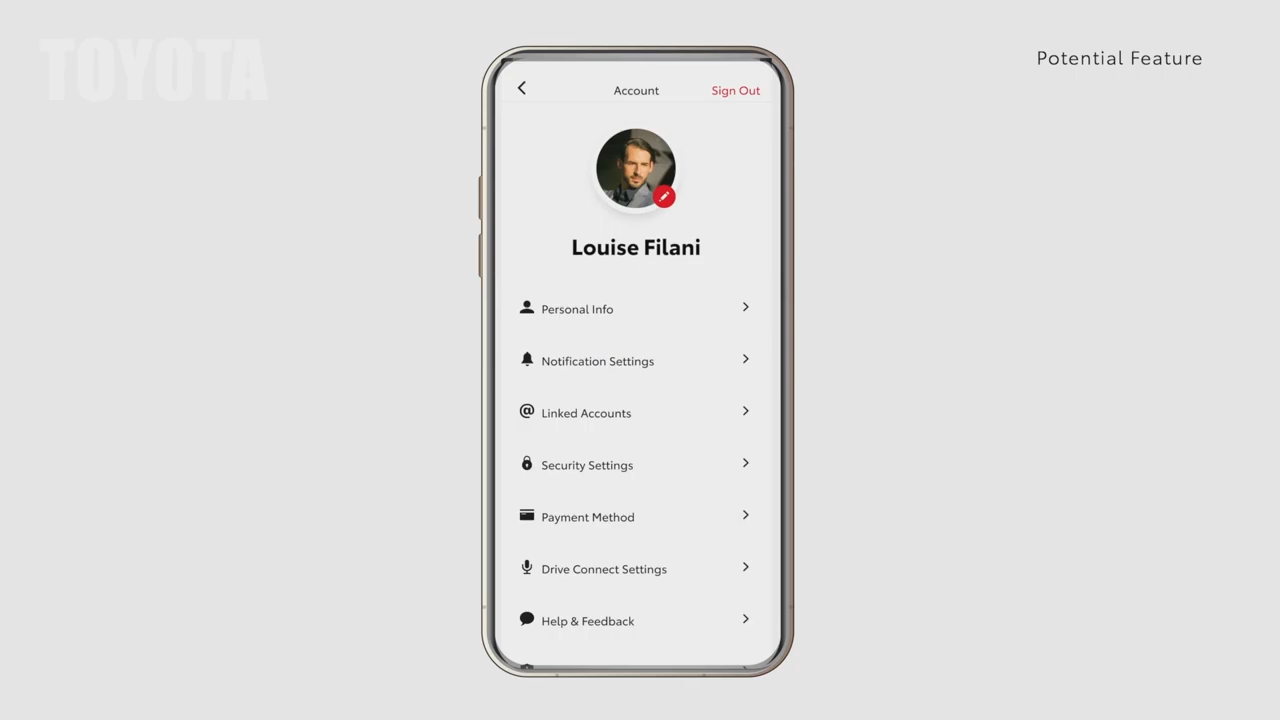 TOYOTA
Potential Feature
Account
Sign Out
Louise Filani
Personal Info
Notification Settings
Linked Accounts
Security Settings
Payment Method
Drive Connect Settings
Help & Feedback